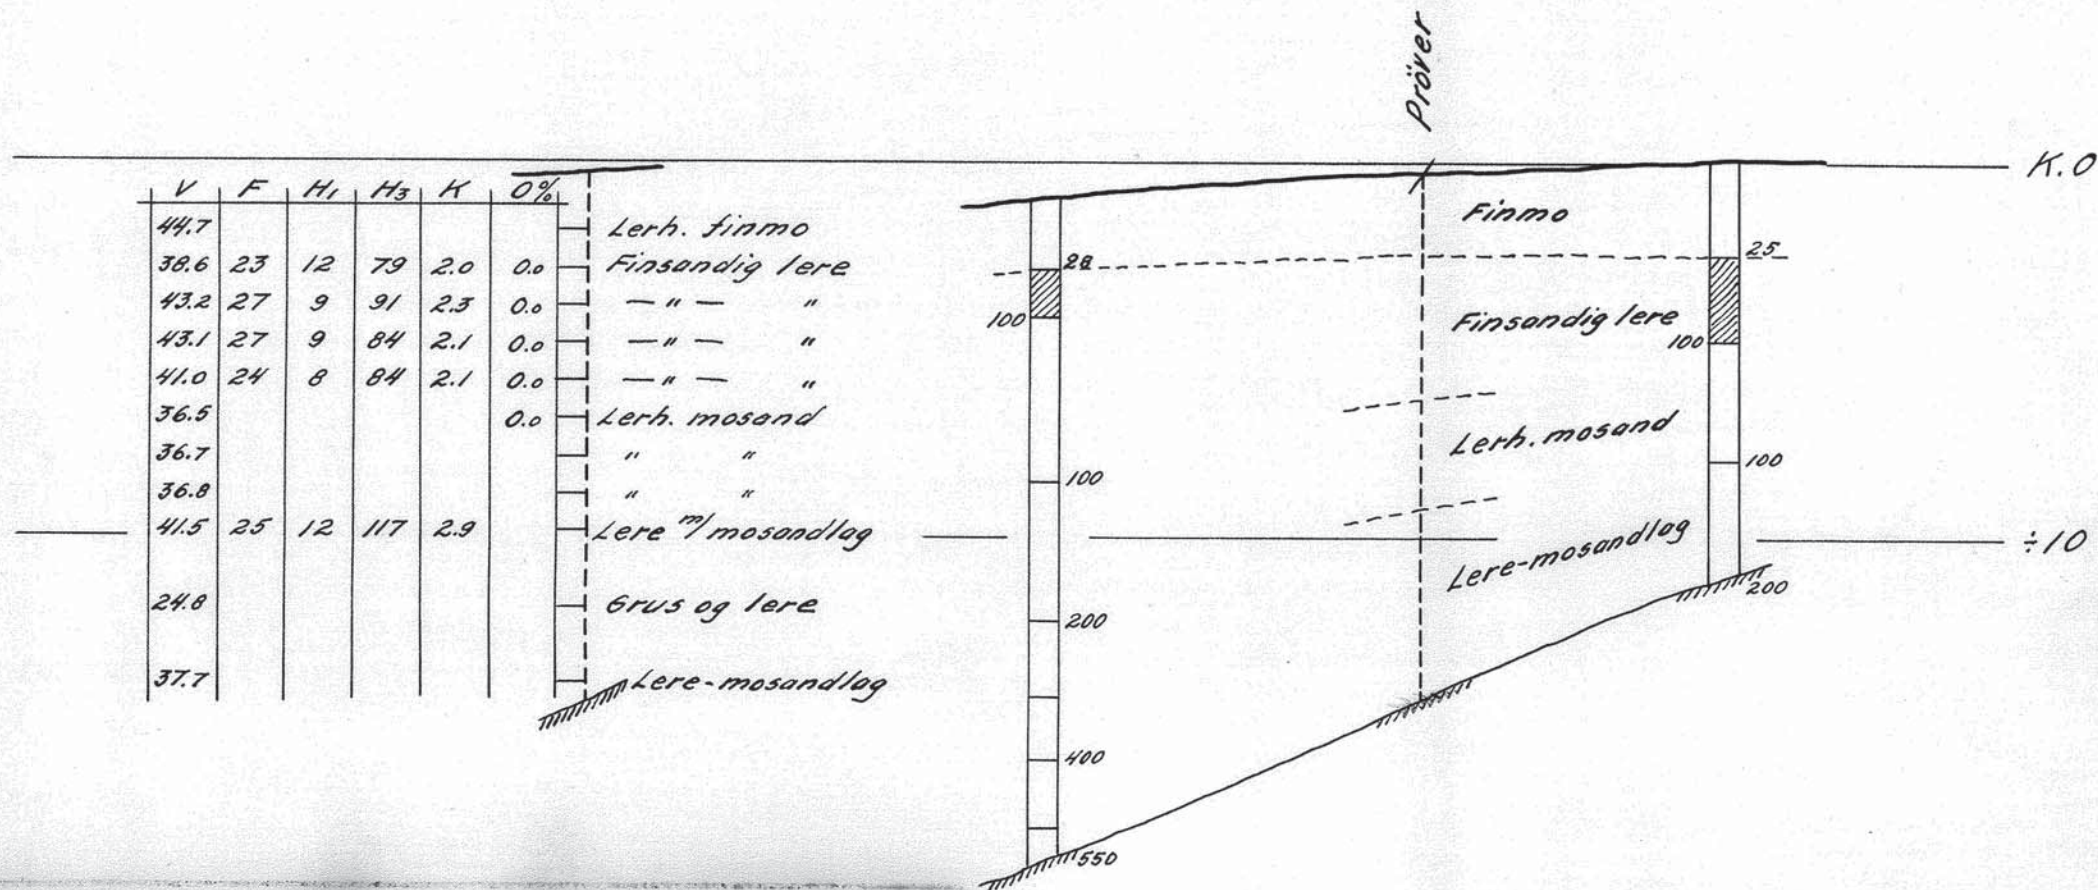 Pröver
K.O
V F H1 H3 K O%
44.7 Lerh. finmo
38.6 23 12 79 2.0 0.0 Finsandig lere
43.2 27 9 91 2.3 0.0 — " — "
43.1 27 9 84 2.1 0.0 — " — "
41.0 24 8 84 2.1 0.0 — " — "
36.5 0.0 Lerh. mosand
36.7 " "
36.8 " "
41.5 25 12 117 2.9 Lere m/mosandlag
24.8 Grus og lere
37.7 Lere-mosandlag
28
100
100
200
400
550
Finmo
Finsandig lere
Lerh. mosand
Lere-mosandlag
25
100
100
200
÷10